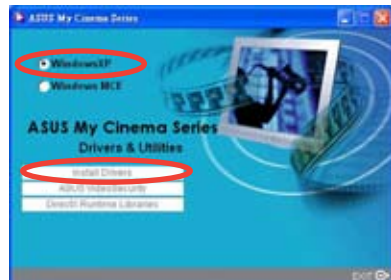 ASUS My Cinema Series
WindowsXP
Windows MCE
ASUS My Cinema Series
Drivers & Utilities
Install Drivers
ASUS VideoSecurity
DirectX Runtime Libraries
EXIT